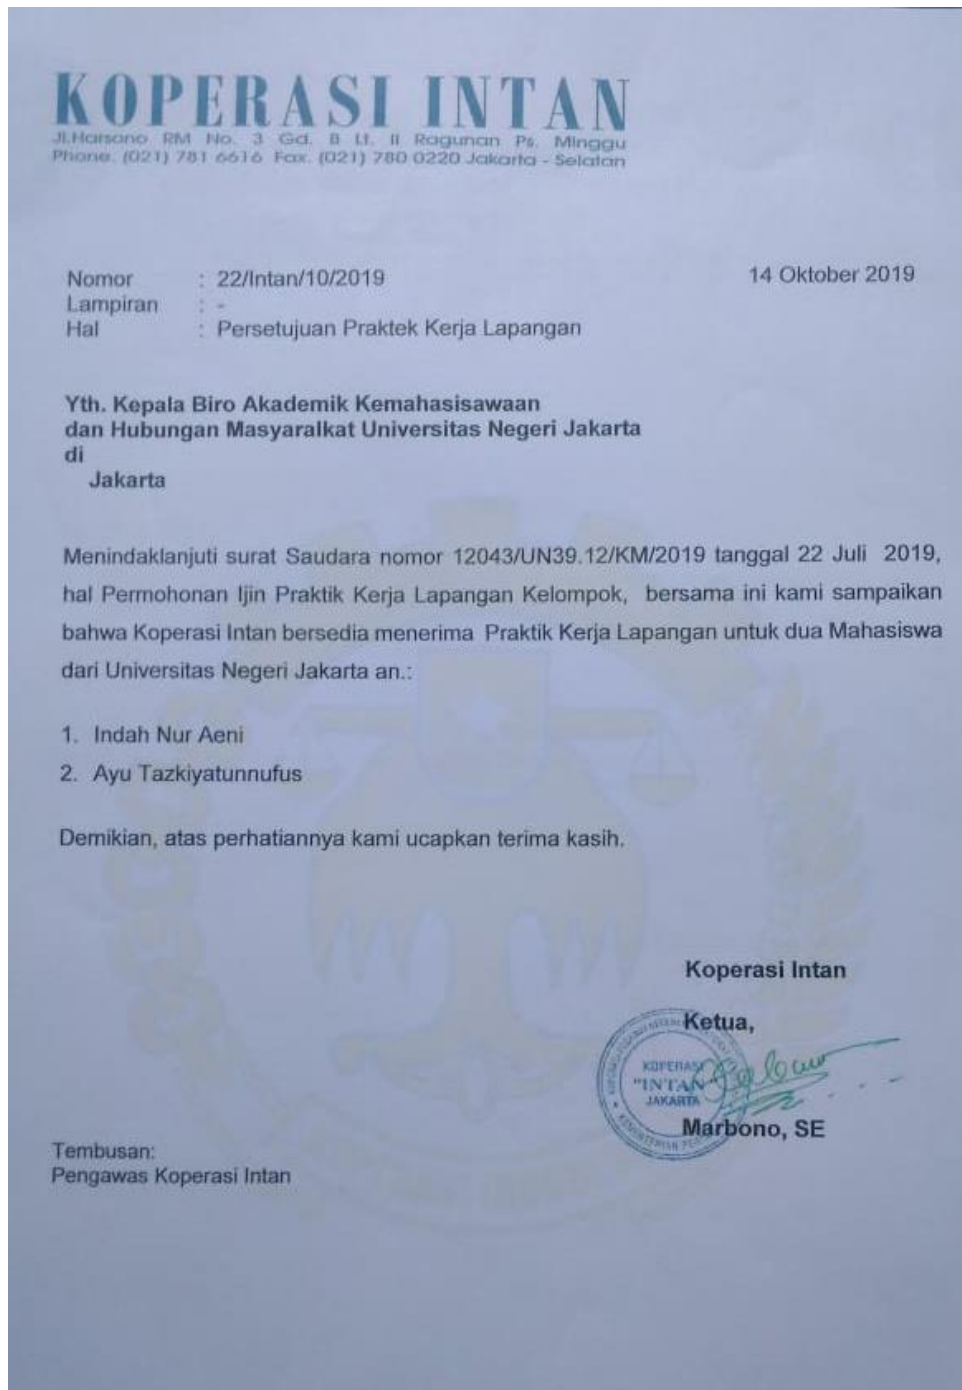 KOPERASI INTAN
Jl.Harsono RM No. 3 Gd. B Lt. II Ragunan Ps. Minggu
Phone. (021) 781 6616 Fax. (021) 780 0220 Jakarta - Selatan
Nomor : 22/Intan/10/2019 14 Oktober 2019
Lampiran : -
Hal : Persetujuan Praktek Kerja Lapangan
Yth. Kepala Biro Akademik Kemahasisawaan
dan Hubungan Masyaralkat Universitas Negeri Jakarta
di
Jakarta
Menindaklanjuti surat Saudara nomor 12043/UN39.12/KM/2019 tanggal 22 Juli 2019,
hal Permohonan Ijin Praktik Kerja Lapangan Kelompok, bersama ini kami sampaikan
bahwa Koperasi Intan bersedia menerima Praktik Kerja Lapangan untuk dua Mahasiswa
dari Universitas Negeri Jakarta an.:
1. Indah Nur Aeni
2. Ayu Tazkiyatunnufus
Demikian, atas perhatiannya kami ucapkan terima kasih.
Koperasi Intan
Ketua,
KOPERASI
"INTAN"
JAKARTA
KEMENTERIAN
Marbono, SE
Tembusan:
Pengawas Koperasi Intan